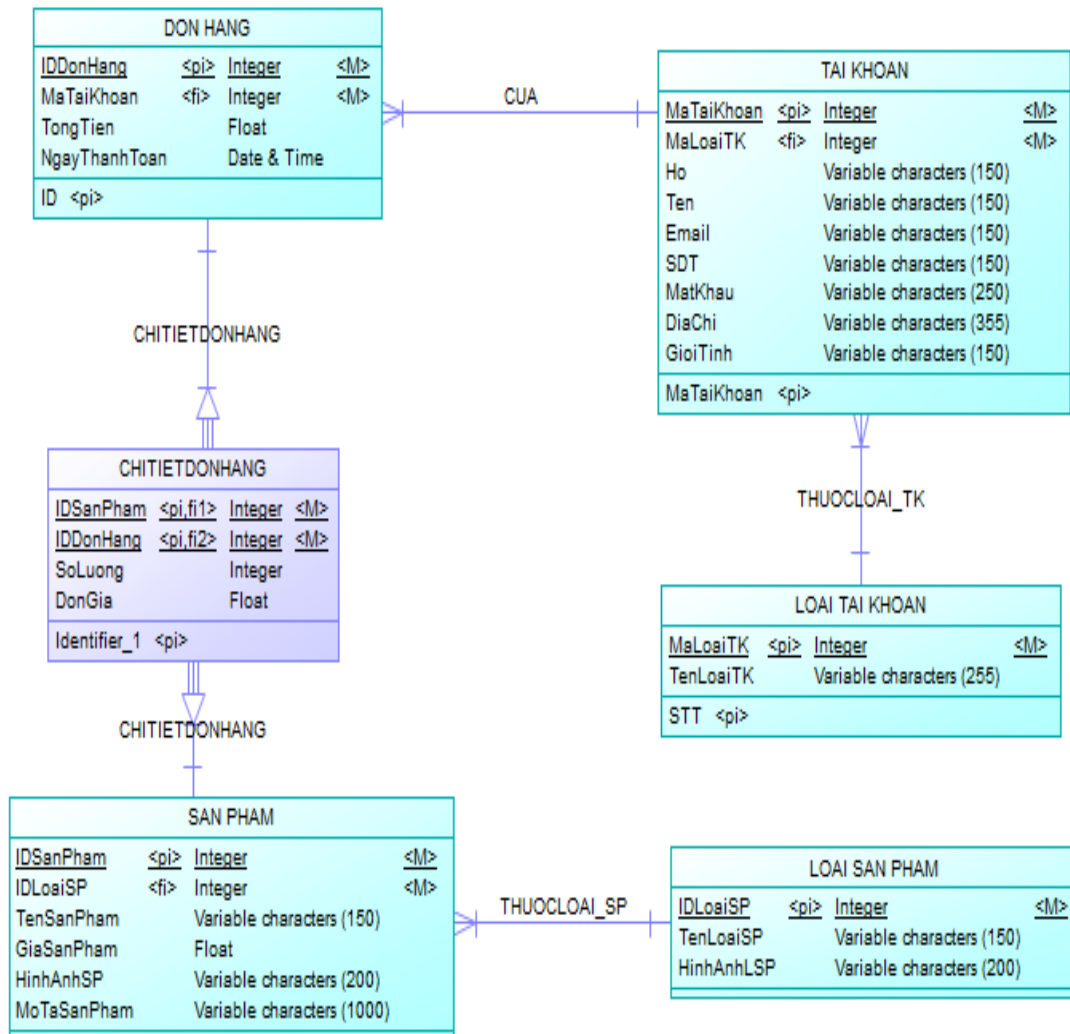 DON HANG
IDDonHang <pi> Integer <M>
MaTaiKhoan <fi> Integer <M>
TongTien Float
NgayThanhToan Date & Time
ID <pi>
CUA
TAI KHOAN
MaTaiKhoan <pi> Integer <M>
MaLoaiTK <fi> Integer <M>
Ho Variable characters (150)
Ten Variable characters (150)
Email Variable characters (150)
SDT Variable characters (150)
MatKhau Variable characters (250)
DiaChi Variable characters (355)
GioiTinh Variable characters (150)
MaTaiKhoan <pi>
CHITIETDONHANG
CHITIETDONHANG
IDSanPham <pi,fi1> Integer <M>
IDDonHang <pi,fi2> Integer <M>
SoLuong Integer
DonGia Float
Identifier_1 <pi>
THUOCLOAI_TK
LOAI TAI KHOAN
MaLoaiTK <pi> Integer <M>
TenLoaiTK Variable characters (255)
STT <pi>
CHITIETDONHANG
SAN PHAM
IDSanPham <pi> Integer <M>
IDLoaiSP <fi> Integer <M>
TenSanPham Variable characters (150)
GiaSanPham Float
HinhAnhSP Variable characters (200)
MoTaSanPham Variable characters (1000)
THUOCLOAI_SP
LOAI SAN PHAM
IDLoaiSP <pi> Integer <M>
TenLoaiSP Variable characters (150)
HinhAnhLSP Variable characters (200)